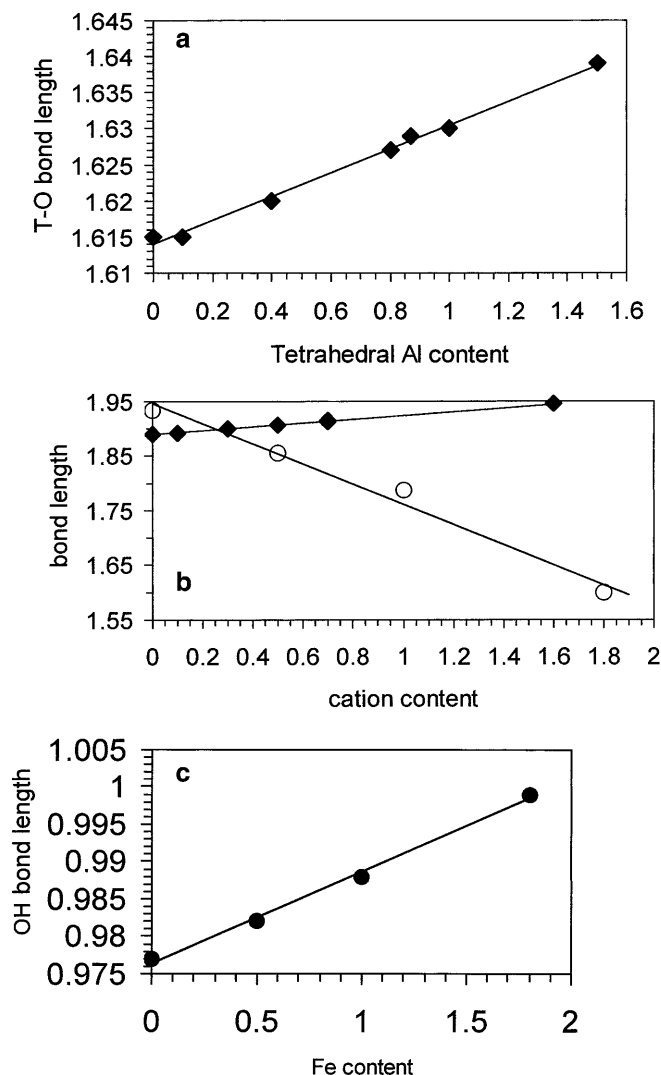 a
T-O bond length
1.645
1.64
1.635
1.63
1.625
1.62
1.615
1.61
0 0.2 0.4 0.6 0.8 1 1.2 1.4 1.6
Tetrahedral Al content
b
bond length
1.95
1.85
1.75
1.65
1.55
0 0.2 0.4 0.6 0.8 1 1.2 1.4 1.6 1.8 2
cation content
c
OH bond length
1.005
1
0.995
0.99
0.985
0.98
0.975
0 0.5 1 1.5 2
Fe content